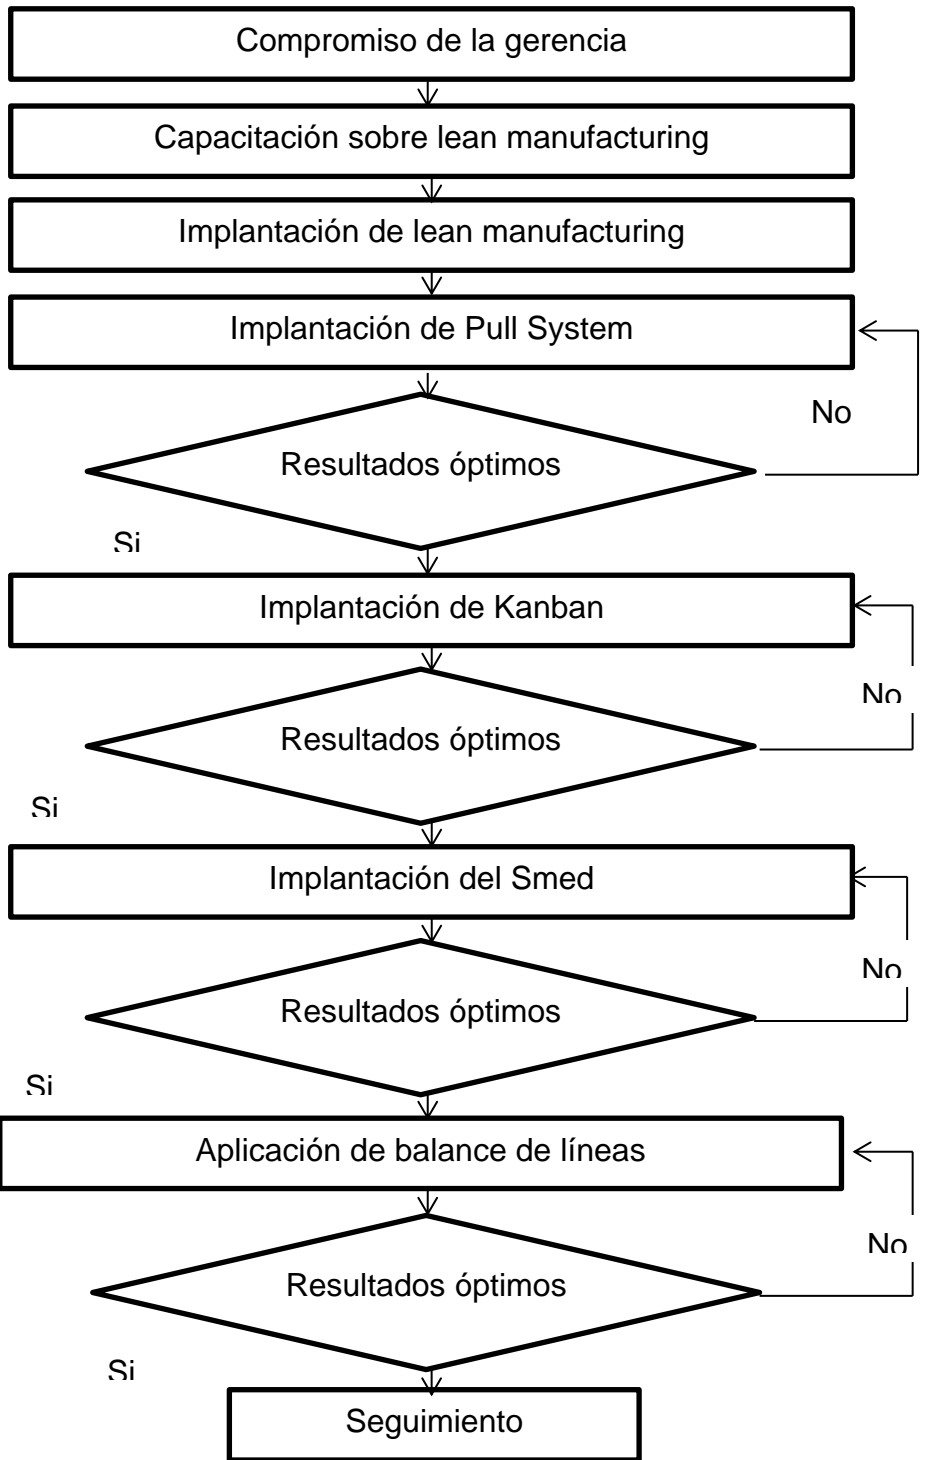 Compromiso de la gerencia
Capacitación sobre lean manufacturing
Implantación de lean manufacturing
Implantación de Pull System
No
Resultados óptimos
Si
Implantación de Kanban
No
Resultados óptimos
Si
Implantación del Smed
No
Resultados óptimos
Si
Aplicación de balance de líneas
No
Resultados óptimos
Si
Seguimiento